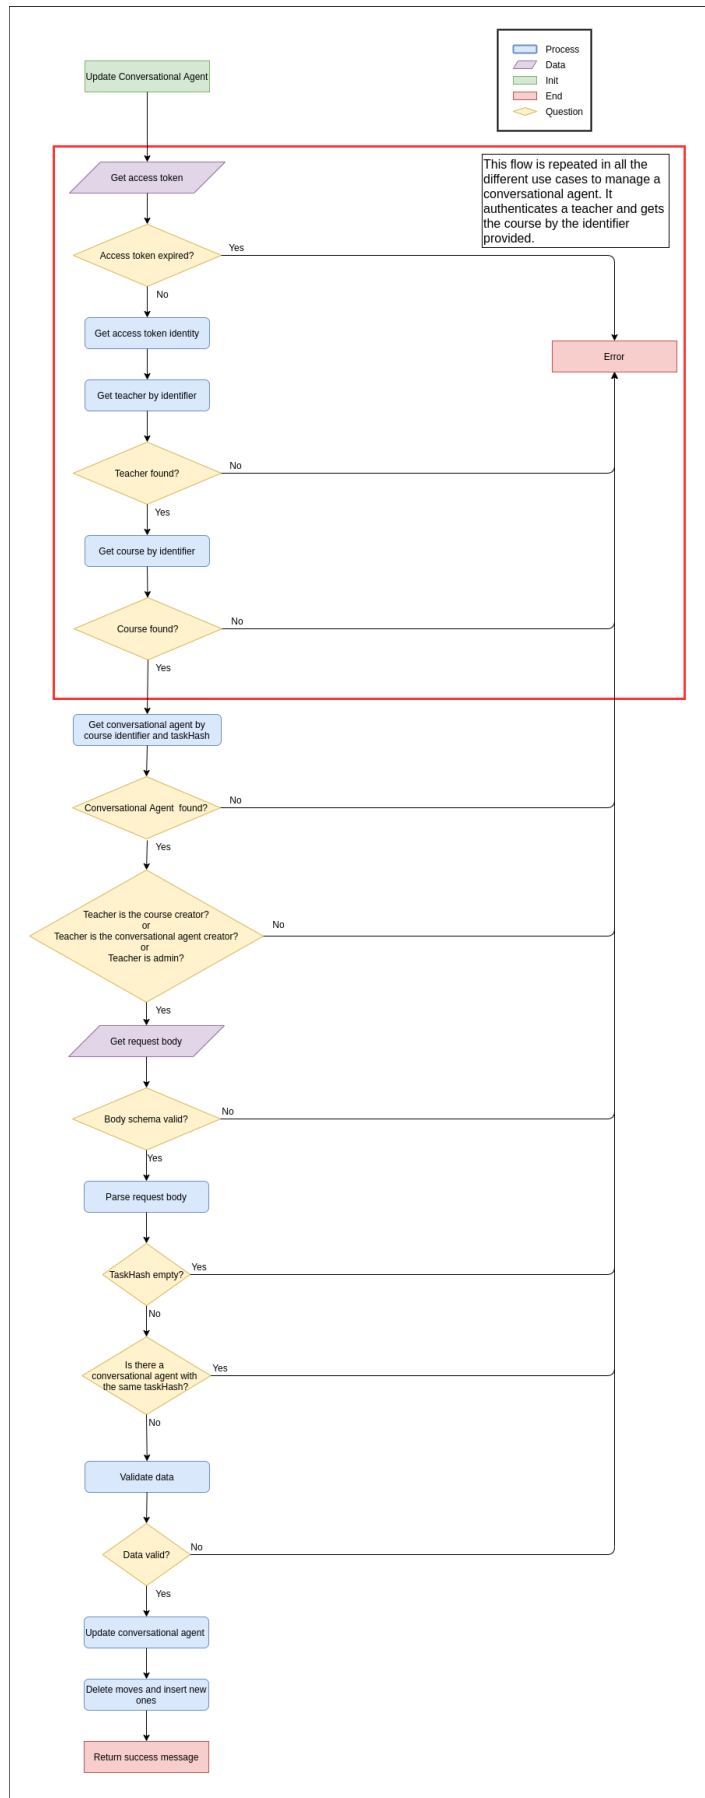 Process
Data
Init
End
Question
Update Conversational Agent
This flow is repeated in all the
different use cases to manage a
conversational agent. It
authenticates a teacher and gets
the course by the identifier
provided.
Get access token
Access token expired?
Yes
No
Get access token identity
Error
Get teacher by identifier
Teacher found?
No
Yes
Get course by identifier
Course found?
No
Yes
Get conversational agent by
course identifier and taskHash
Conversational Agent  found?
No
Yes
Teacher is the course creator?
or
Teacher is the conversational agent creator?
or
Teacher is admin?
No
Yes
Get request body
Body schema valid?
No
Yes
Parse request body
TaskHash empty?
Yes
No
Is there a
conversational agent with
the same taskHash?
Yes
No
Validate data
Data valid?
No
Yes
Update conversational agent
Delete moves and insert new
ones
Return success message